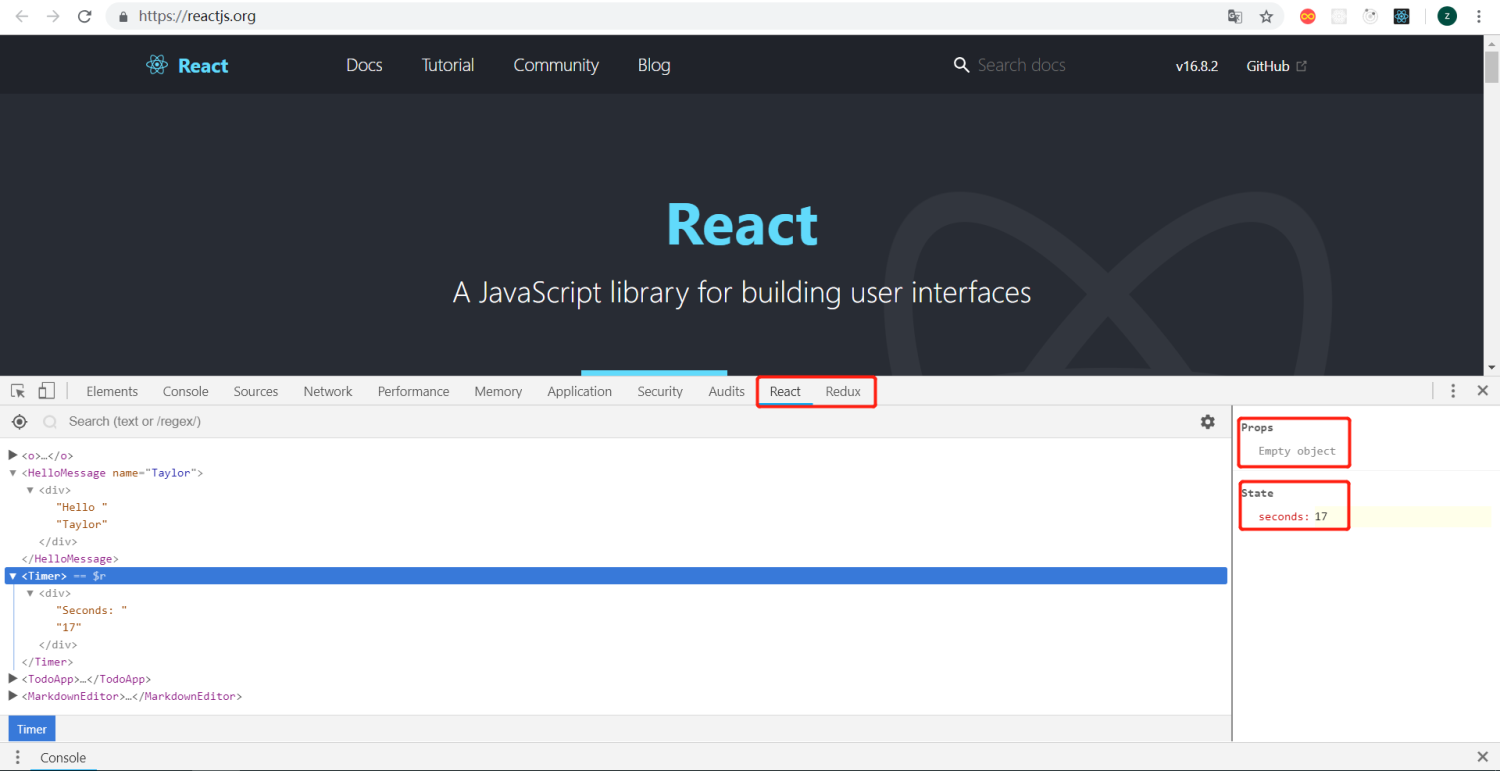 https://reactjs.org
Z
React Docs Tutorial Community Blog Search docs v16.8.2 GitHub
React
A JavaScript library for building user interfaces
Elements Console Sources Network Performance Memory Application Security Audits React Redux
Search (text or /regex/)
<o>…</o>
<HelloMessage name="Taylor">
<div>
"Hello "
"Taylor"
</div>
</HelloMessage>
<Timer> == $r
<div>
"Seconds: "
"17"
</div>
</Timer>
<TodoApp>…</TodoApp>
<MarkdownEditor>…</MarkdownEditor>
Timer
Props
Empty object
State
seconds: 17
Console